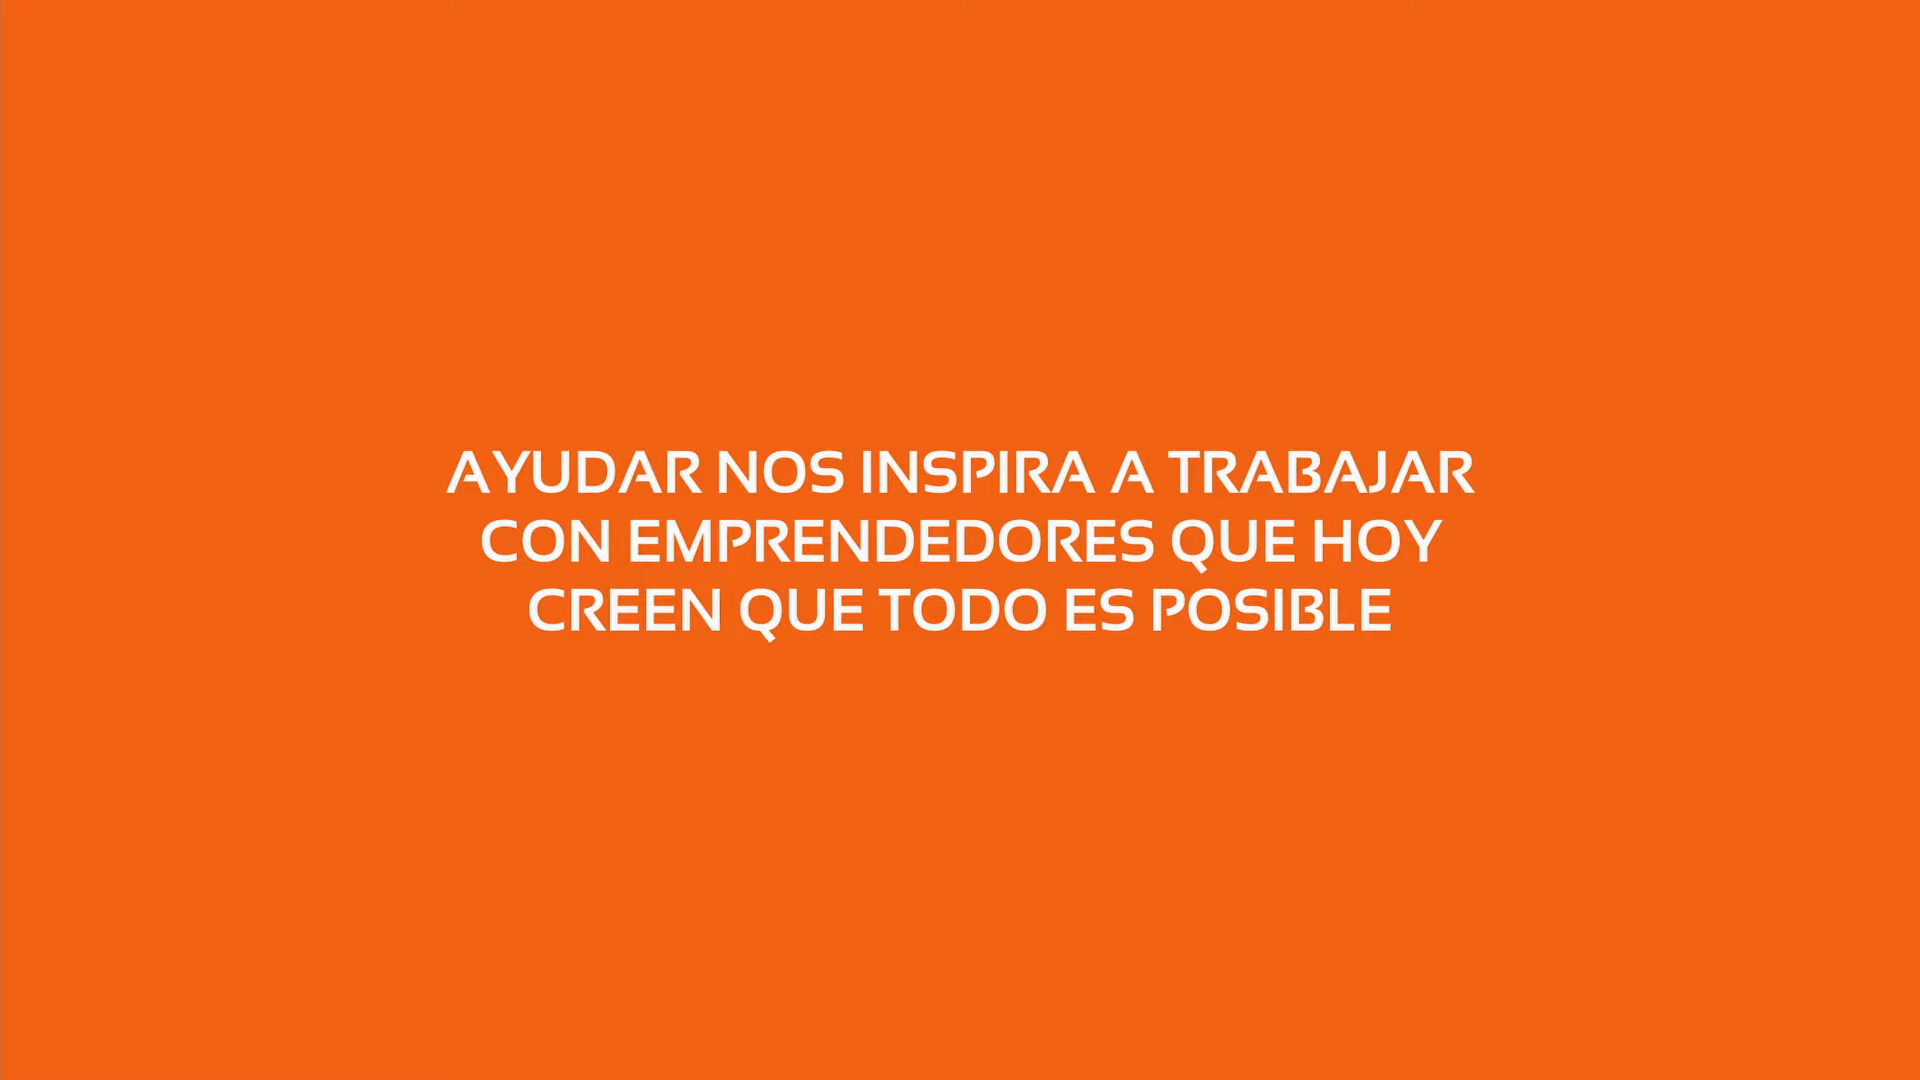 AYUDAR NOS INSPIRA A TRABAJAR
CON EMPRENDEDORES QUE HOY
CREEN QUE TODO ES POSIBLE